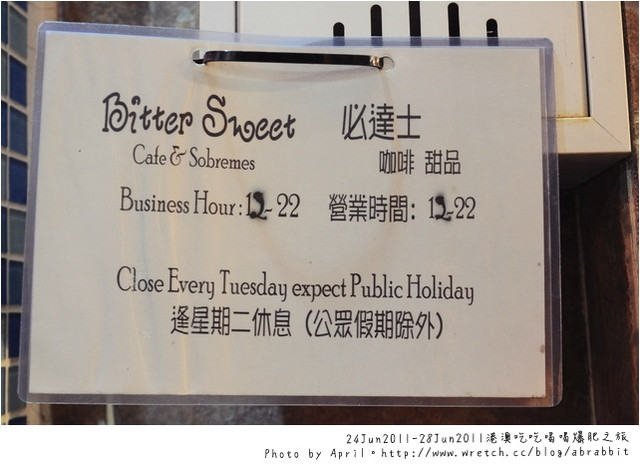 Bitter Sweet 必達士
Cafe & Sobremes 咖啡 甜品
Business Hour: 12-22 營業時間: 12-22
Close Every Tuesday expect Public Holiday
逢星期二休息 (公眾假期除外)
24Jun2011-28Jun2011港澳吃吃喝喝爆肥之旅
Photo by April。http://www.wretch.cc/blog/abrabbit